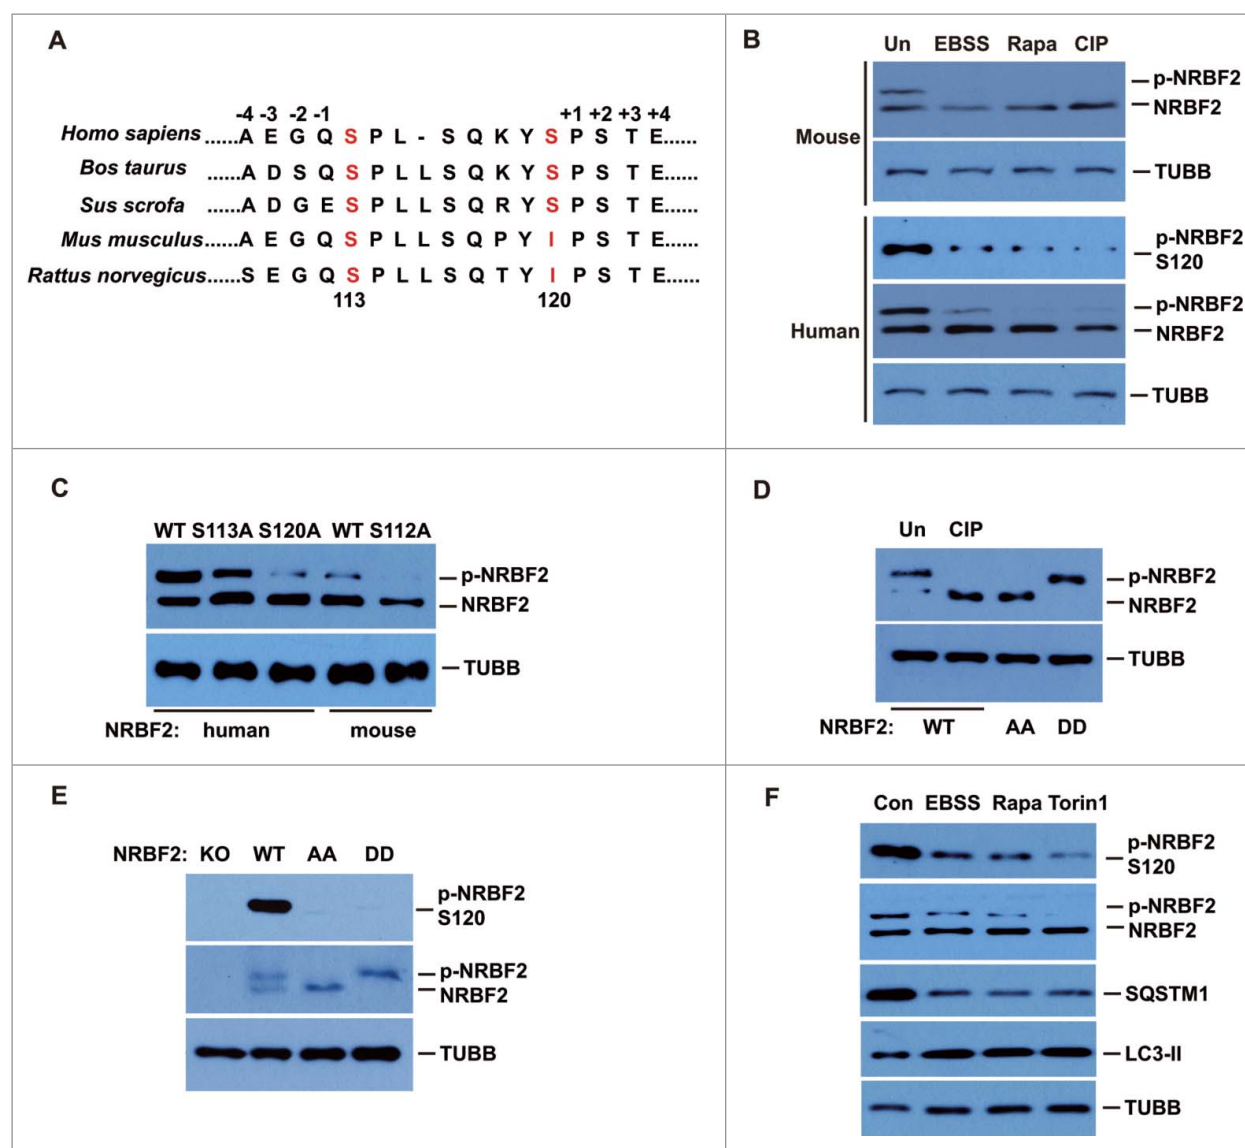 A
-4 -3 -2 -1 +1 +2 +3 +4
Homo sapiens ......A E G Q S P L - S Q K Y S P S T E......
Bos taurus ......A D S Q S P L L S Q K Y S P S T E......
Sus scrofa ......A D G E S P L L S Q R Y S P S T E......
Mus musculus......A E G Q S P L L S Q P Y I P S T E......
Rattus norvegicus......S E G Q S P L L S Q T Y I P S T E......
113 120
B
Un EBSS Rapa CIP
p-NRBF2
NRBF2
Mouse
TUBB
p-NRBF2
S120
p-NRBF2
Human
NRBF2
TUBB
C
WT S113A S120A WT S112A
p-NRBF2
NRBF2
TUBB
NRBF2: human mouse
D
Un CIP
p-NRBF2
NRBF2
TUBB
NRBF2: WT AA DD
E
NRBF2: KO WT AA DD
p-NRBF2
S120
p-NRBF2
NRBF2
TUBB
F
Con EBSS Rapa Torin1
p-NRBF2
S120
p-NRBF2
NRBF2
SQSTM1
LC3-II
TUBB